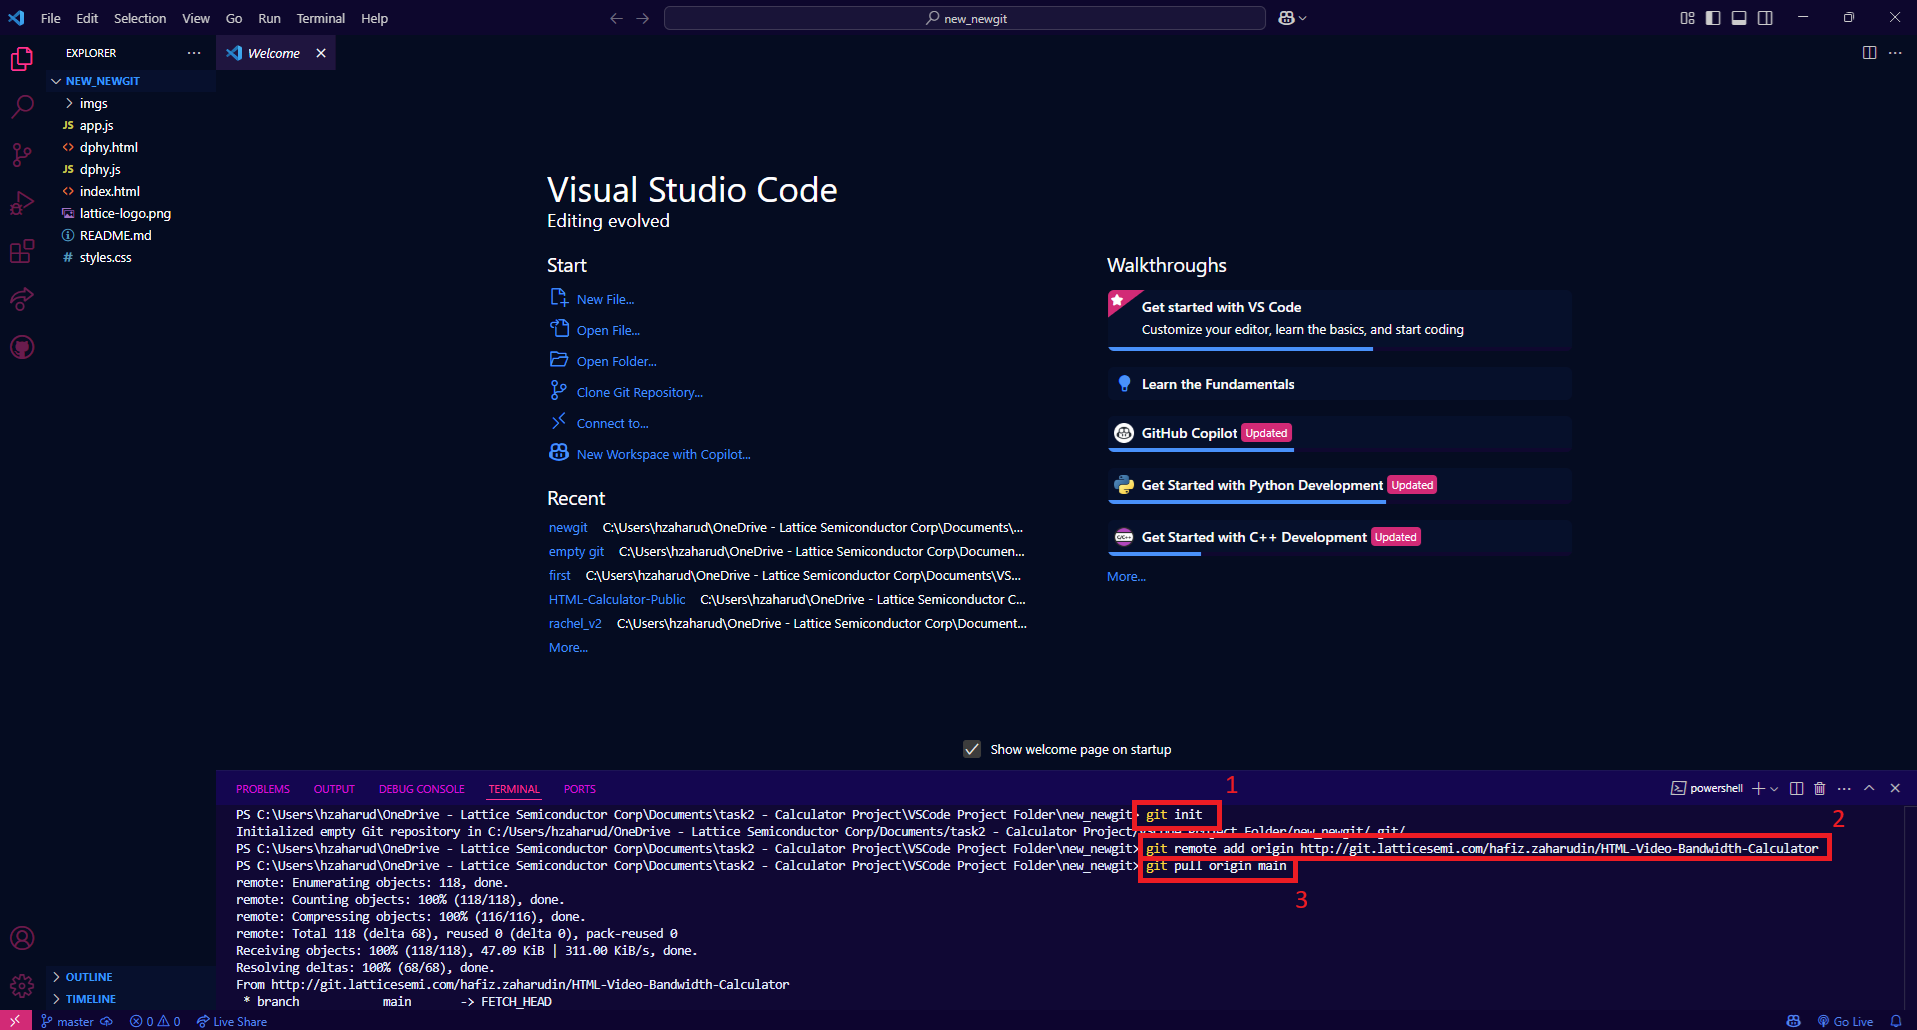 File Edit Selection View Go Run Terminal Help
new_newgit
EXPLORER
Welcome
NEW_NEWGIT
imgs
JS app.js
<> dphy.html
JS dphy.js
<> index.html
lattice-logo.png
README.md
# styles.css
Visual Studio Code
Editing evolved
Start
New File...
Open File...
Open Folder...
Clone Git Repository...
Connect to...
New Workspace with Copilot...
Recent
newgit C:\Users\hzaharud\OneDrive - Lattice Semiconductor Corp\Documents\...
empty git C:\Users\hzaharud\OneDrive - Lattice Semiconductor Corp\Documen...
first C:\Users\hzaharud\OneDrive - Lattice Semiconductor Corp\Documents\VS...
HTML-Calculator-Public C:\Users\hzaharud\OneDrive - Lattice Semiconductor C...
rachel_v2 C:\Users\hzaharud\OneDrive - Lattice Semiconductor Corp\Document...
More...
Walkthroughs
Get started with VS Code
Customize your editor, learn the basics, and start coding
Learn the Fundamentals
GitHub Copilot Updated
Get Started with Python Development Updated
C/C++ Get Started with C++ Development Updated
More...
Show welcome page on startup
PROBLEMS OUTPUT DEBUG CONSOLE TERMINAL PORTS
powershell
1
PS C:\Users\hzaharud\OneDrive - Lattice Semiconductor Corp\Documents\task2 - Calculator Project\VSCode Project Folder\new_newgit> git init
Initialized empty Git repository in C:/Users/hzaharud/OneDrive - Lattice Semiconductor Corp/Documents/task2 - Calculator Project/VSCode Project Folder/new_newgit/.git/
2
PS C:\Users\hzaharud\OneDrive - Lattice Semiconductor Corp\Documents\task2 - Calculator Project\VSCode Project Folder\new_newgit> git remote add origin http://git.latticesemi.com/hafiz.zaharudin/HTML-Video-Bandwidth-Calculator
PS C:\Users\hzaharud\OneDrive - Lattice Semiconductor Corp\Documents\task2 - Calculator Project\VSCode Project Folder\new_newgit> git pull origin main
3
remote: Enumerating objects: 118, done.
remote: Counting objects: 100% (118/118), done.
remote: Compressing objects: 100% (116/116), done.
remote: Total 118 (delta 68), reused 0 (delta 0), pack-reused 0
Receiving objects: 100% (118/118), 47.09 KiB | 311.00 KiB/s, done.
Resolving deltas: 100% (68/68), done.
From http://git.latticesemi.com/hafiz.zaharudin/HTML-Video-Bandwidth-Calculator
* branch main -> FETCH_HEAD
OUTLINE
TIMELINE
master 0 0 Live Share
Go Live